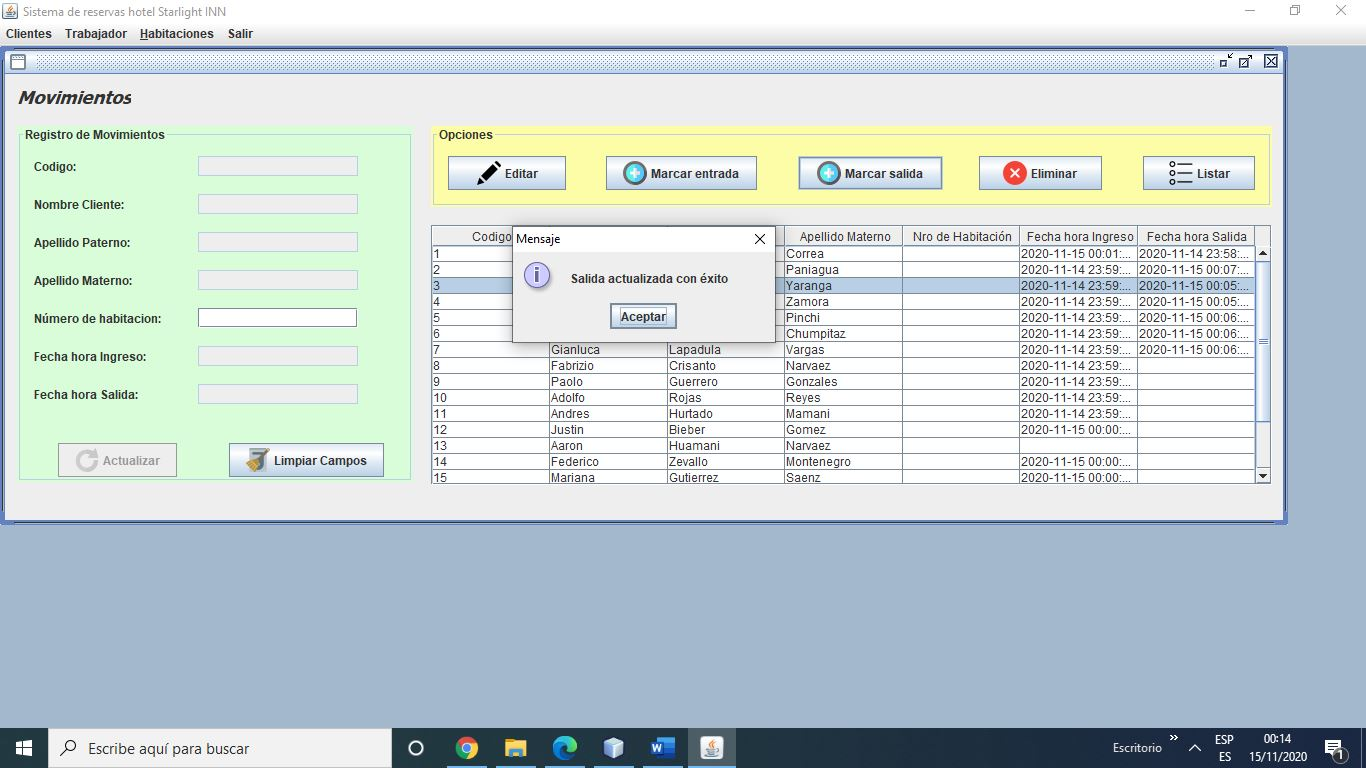 Sistema de reservas hotel Starlight INN
Clientes Trabajador Habitaciones Salir
Movimientos
Registro de Movimientos
Codigo:
Nombre Cliente:
Apellido Paterno:
Apellido Materno:
Número de habitacion:
Fecha hora Ingreso:
Fecha hora Salida:
Actualizar Limpiar Campos
Opciones
Editar Marcar entrada Marcar salida Eliminar Listar
Codigo Apellido Materno Nro de Habitación Fecha hora Ingreso Fecha hora Salida
1 Correa 2020-11-15 00:01:... 2020-11-14 23:58:...
2 Paniagua 2020-11-14 23:59:... 2020-11-15 00:07:...
3 Yaranga 2020-11-14 23:59:... 2020-11-15 00:05:...
4 Zamora 2020-11-14 23:59:... 2020-11-15 00:05:...
5 Pinchi 2020-11-14 23:59:... 2020-11-15 00:06:...
6 Chumpitaz 2020-11-14 23:59:... 2020-11-15 00:06:...
7 Gianluca Lapadula Vargas 2020-11-14 23:59:... 2020-11-15 00:06:...
8 Fabrizio Crisanto Narvaez 2020-11-14 23:59:...
9 Paolo Guerrero Gonzales 2020-11-14 23:59:...
10 Adolfo Rojas Reyes 2020-11-14 23:59:...
11 Andres Hurtado Mamani 2020-11-14 23:59:...
12 Justin Bieber Gomez 2020-11-15 00:00:...
13 Aaron Huamani Narvaez
14 Federico Zevallo Montenegro 2020-11-15 00:00:...
15 Mariana Gutierrez Saenz 2020-11-15 00:00:...
Mensaje
Salida actualizada con éxito
Aceptar
Escribe aquí para buscar
Escritorio
ESP
ES
00:14
15/11/2020
1